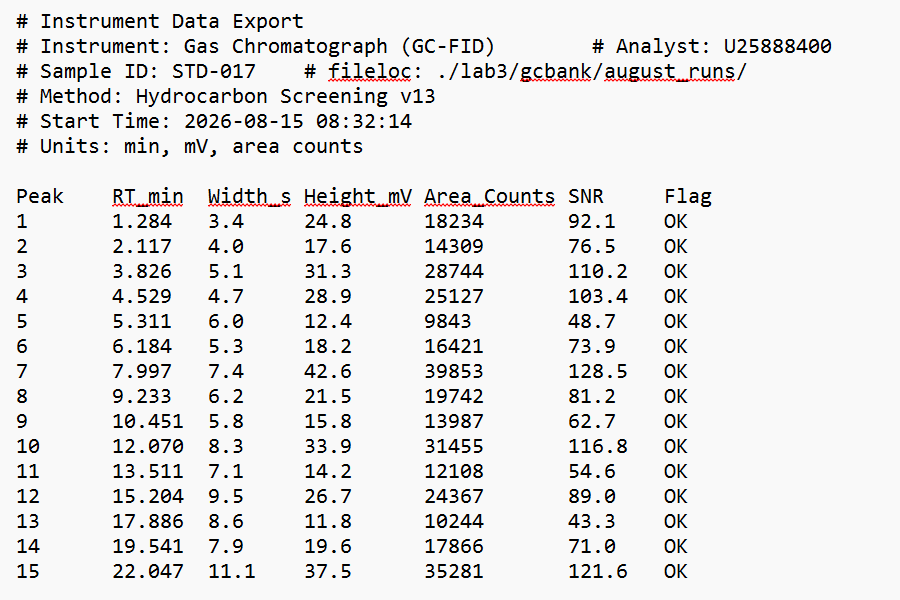 # Instrument Data Export
# Instrument: Gas Chromatograph (GC-FID)        # Analyst: U25888400
# Sample ID: STD-017    # fileloc: ./lab3/gcbank/august_runs/
# Method: Hydrocarbon Screening v13
# Start Time: 2026-08-15 08:32:14
# Units: min, mV, area counts

Peak    RT_min  Width_s Height_mV Area_Counts SNR     Flag
1       1.284   3.4     24.8      18234       92.1    OK
2       2.117   4.0     17.6      14309       76.5    OK
3       3.826   5.1     31.3      28744       110.2   OK
4       4.529   4.7     28.9      25127       103.4   OK
5       5.311   6.0     12.4      9843        48.7    OK
6       6.184   5.3     18.2      16421       73.9    OK
7       7.997   7.4     42.6      39853       128.5   OK
8       9.233   6.2     21.5      19742       81.2    OK
9       10.451  5.8     15.8      13987       62.7    OK
10      12.070  8.3     33.9      31455       116.8   OK
11      13.511  7.1     14.2      12108       54.6    OK
12      15.204  9.5     26.7      24367       89.0    OK
13      17.886  8.6     11.8      10244       43.3    OK
14      19.541  7.9     19.6      17866       71.0    OK
15      22.047  11.1    37.5      35281       121.6   OK